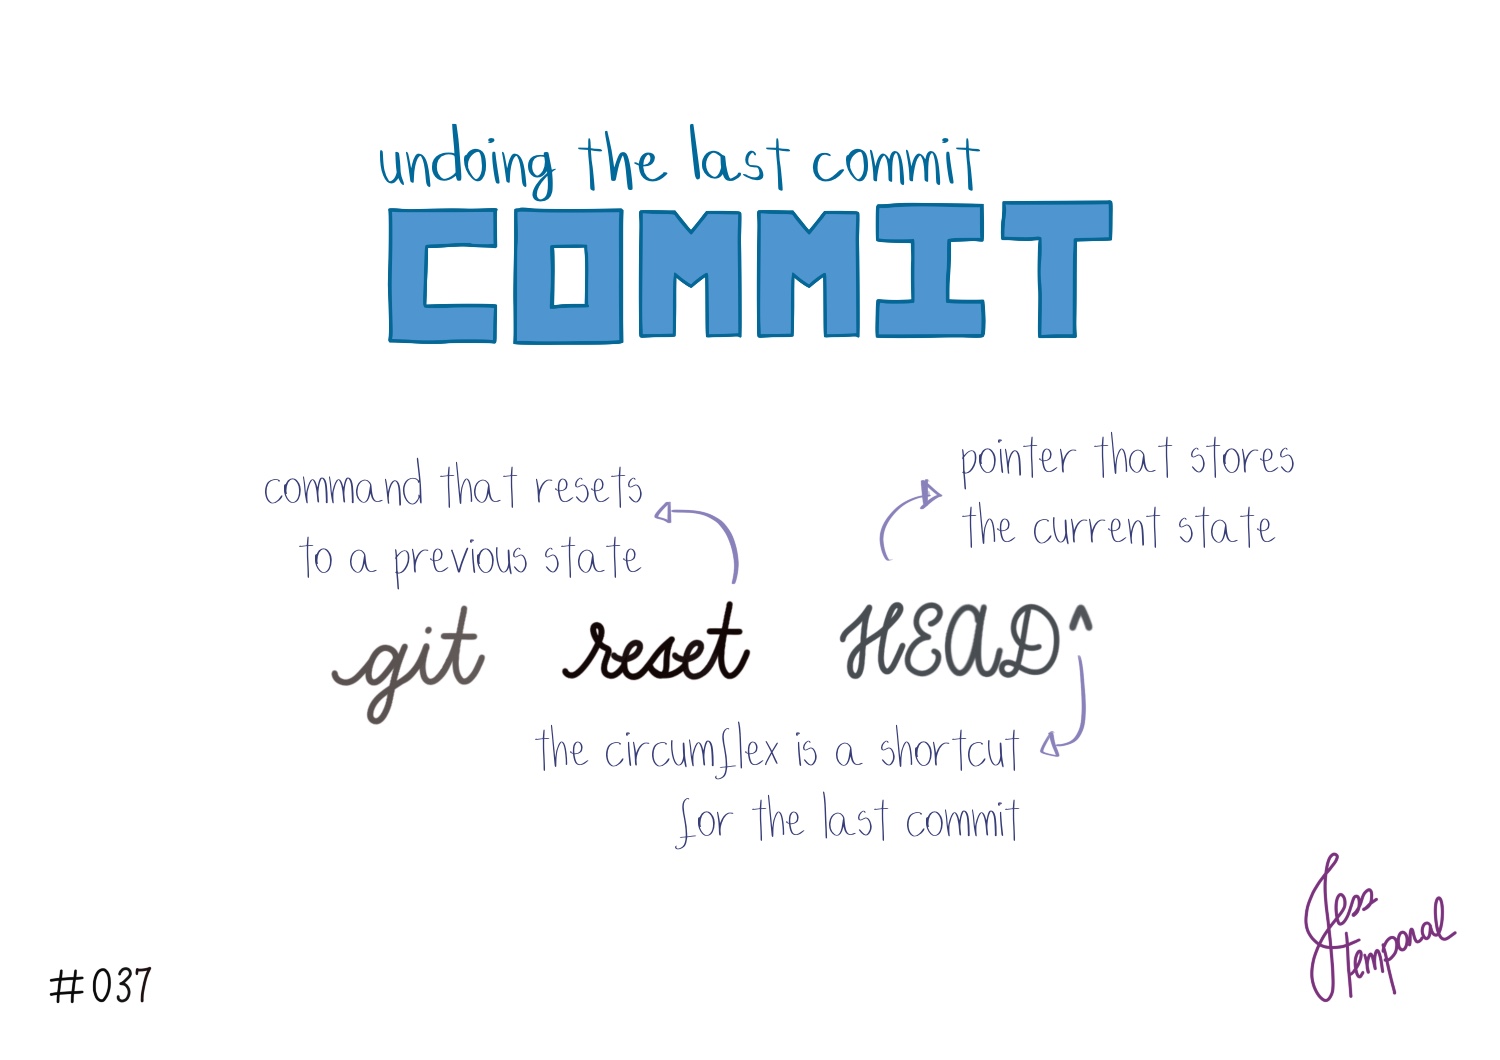 undoing the last commit
COMMIT
command that resets
to a previous state
pointer that stores
the current state
git reset HEAD^
the circumflex is a shortcut
for the last commit
#037
Jess
temporal